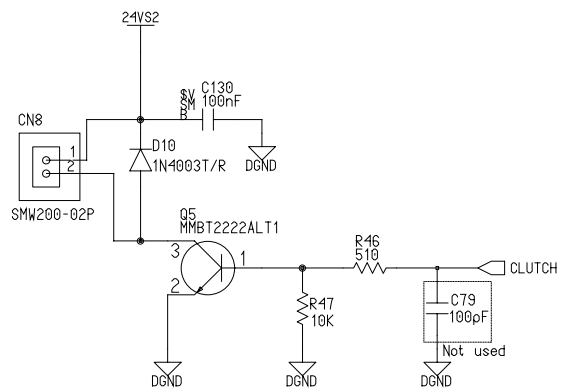 24VS2
C130
100nF
$V
SM
B
CN8
1
2
D10
1N4003T/R
DGND
SMW200-02P
Q5
MMBT2222ALT1
3
1
2
R46
510
CLUTCH
R47
10K
C79
100pF
Not used
DGND
DGND
DGND